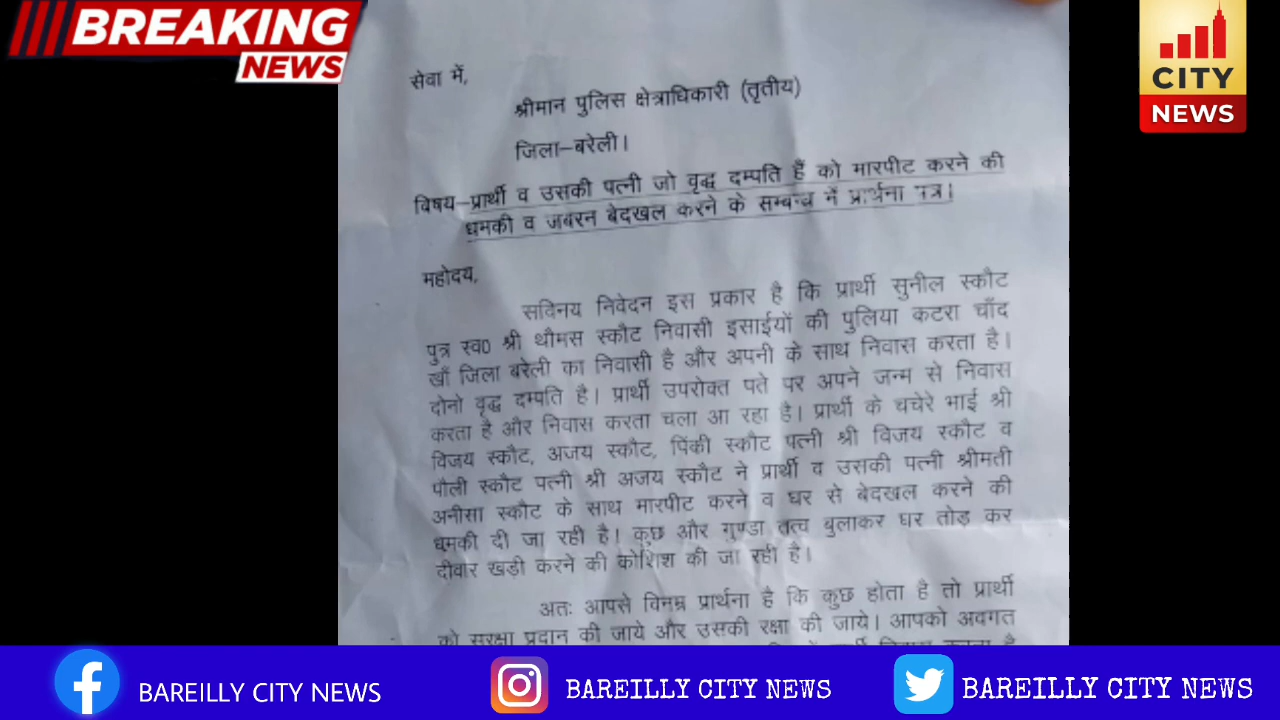 BREAKING
NEWS
CITY
NEWS
सेवा में,
श्रीमान पुलिस क्षेत्राधिकारी (तृतीय)
जिला–बरेली।
विषय–प्रार्थी व उसकी पत्नी जो वृद्ध दम्पति हैं को मारपीट करने की
धमकी व जबरन बेदखल करने के सम्बन्ध में प्रार्थना पत्र।
महोदय,
सविनय निवेदन इस प्रकार है कि प्रार्थी सुनील स्कौट
पुत्र स्व0 श्री थौमस स्कौट निवासी इसाईयों की पुलिया कटरा चाँद
खाँ जिला बरेली का निवासी है और अपनी के साथ निवास करता है।
दोनो वृद्ध दम्पति है। प्रार्थी उपरोक्त पते पर अपने जन्म से निवास
करता है और निवास करता चला आ रहा है। प्रार्थी के चचेरे भाई श्री
विजय स्कौट, अजय स्कौट, पिंकी स्कौट पत्नी श्री विजय स्कौट व
पौली स्कौट पत्नी श्री अजय स्कौट ने प्रार्थी व उसकी पत्नी श्रीमती
अनीसा स्कौट के साथ मारपीट करने व घर से बेदखल करने की
धमकी दी जा रही है। कुछ और गुण्डा तत्व बुलाकर घर तोड़ कर
दीवार खड़ी करने की कोशिश की जा रही है।
अतः आपसे विनम्र प्रार्थना है कि कुछ होता है तो प्रार्थी
को सुरक्षा प्रदान की जाये और उसकी रक्षा की जाये। आपको अवगत
BAREILLY CITY NEWS
BAREILLY CITY NEWS
BAREILLY CITY NEWS